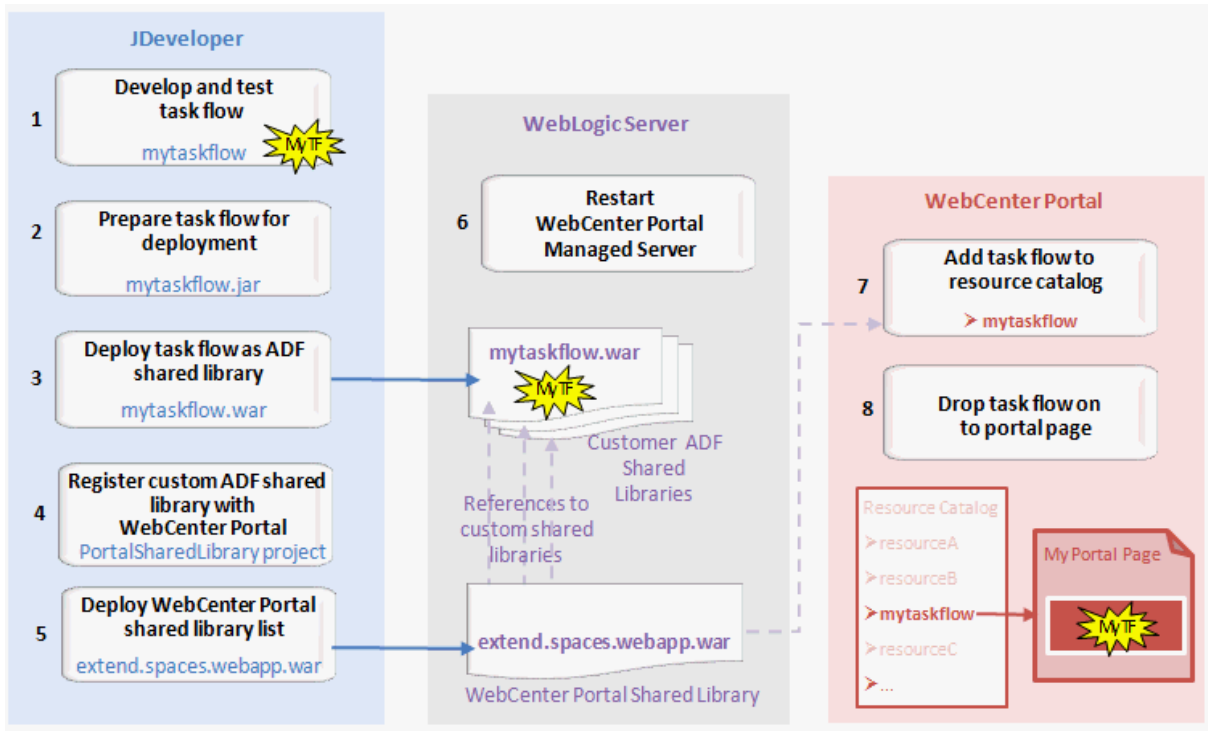 JDeveloper
1
Develop and test
task flow
mytaskflow
MyTF
2
Prepare task flow for
deployment
mytaskflow.jar
3
Deploy task flow as ADF
shared library
mytaskflow.war
4
Register custom ADF shared
library with
WebCenter Portal
PortalSharedLibrary project
5
Deploy WebCenter Portal
shared library list
extend.spaces.webapp.war
WebLogic Server
6
Restart
WebCenter Portal
Managed Server
mytaskflow.war
MyTF
Customer ADF
Shared
Libraries
References to
custom shared
libraries
extend.spaces.webapp.war
WebCenter Portal Shared Library
WebCenter Portal
7
Add task flow to
resource catalog
➢ mytaskflow
8
Drop task flow on
to portal page
Resource Catalog
➢resourceA
➢resourceB
➢mytaskflow
➢resourceC
➢...
My Portal Page
MyTF